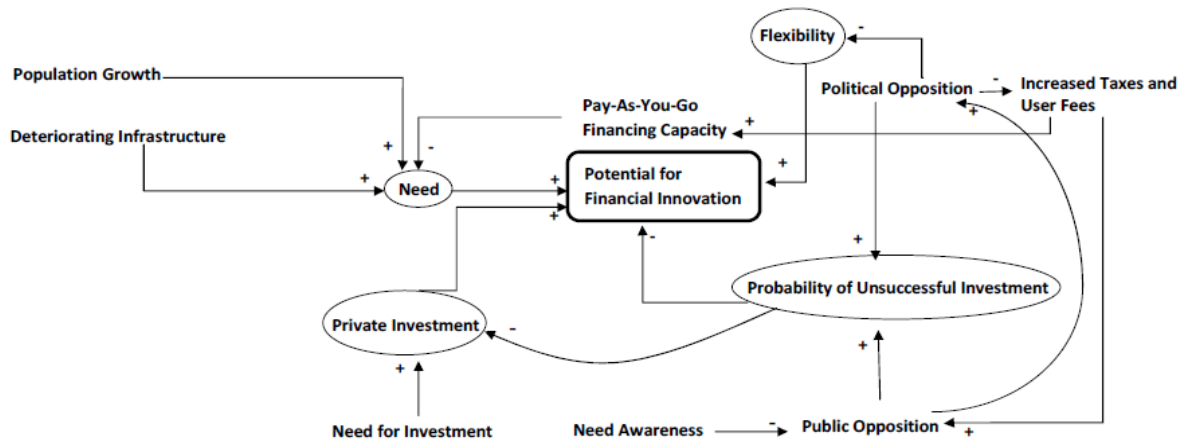 Flexibility
-
Population Growth
Political Opposition
-
Increased Taxes and
User Fees
+
Pay-As-You-Go
Financing Capacity
+
Deteriorating Infrastructure
+
-
+
Need
+
+
Potential for
Financial Innovation
+
+
-
+
Probability of Unsuccessful Investment
Private Investment
-
+
+
Need for Investment
Need Awareness
-
Public Opposition
+